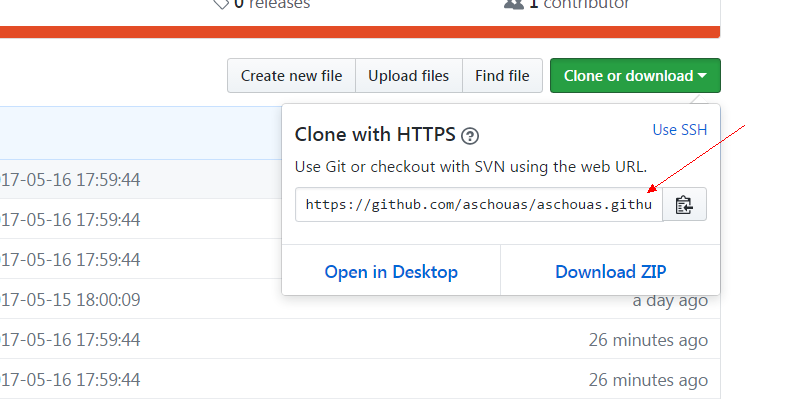 0 releases
1 contributor
Create new file
Upload files
Find file
Clone or download
Clone with HTTPS ?
Use SSH
Use Git or checkout with SVN using the web URL.
https://github.com/aschouas/aschouas.githu
Open in Desktop
Download ZIP
17-05-16 17:59:44
17-05-16 17:59:44
17-05-16 17:59:44
17-05-15 18:00:09
a day ago
17-05-16 17:59:44
26 minutes ago
17-05-16 17:59:44
26 minutes ago